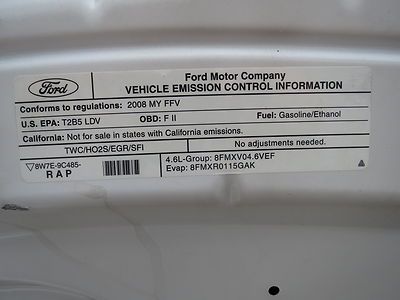 Ford
Ford Motor Company
VEHICLE EMISSION CONTROL INFORMATION
Conforms to regulations: 2008 MY FFV
U.S. EPA: T2B5 LDV OBD: F II Fuel: Gasoline/Ethanol
California: Not for sale in states with California emissions.
TWC/HO2S/EGR/SFI No adjustments needed.
8W7E-9C485-
RAP
4.6L-Group: 8FMXV04.6VEF
Evap: 8FMXR0115GAK